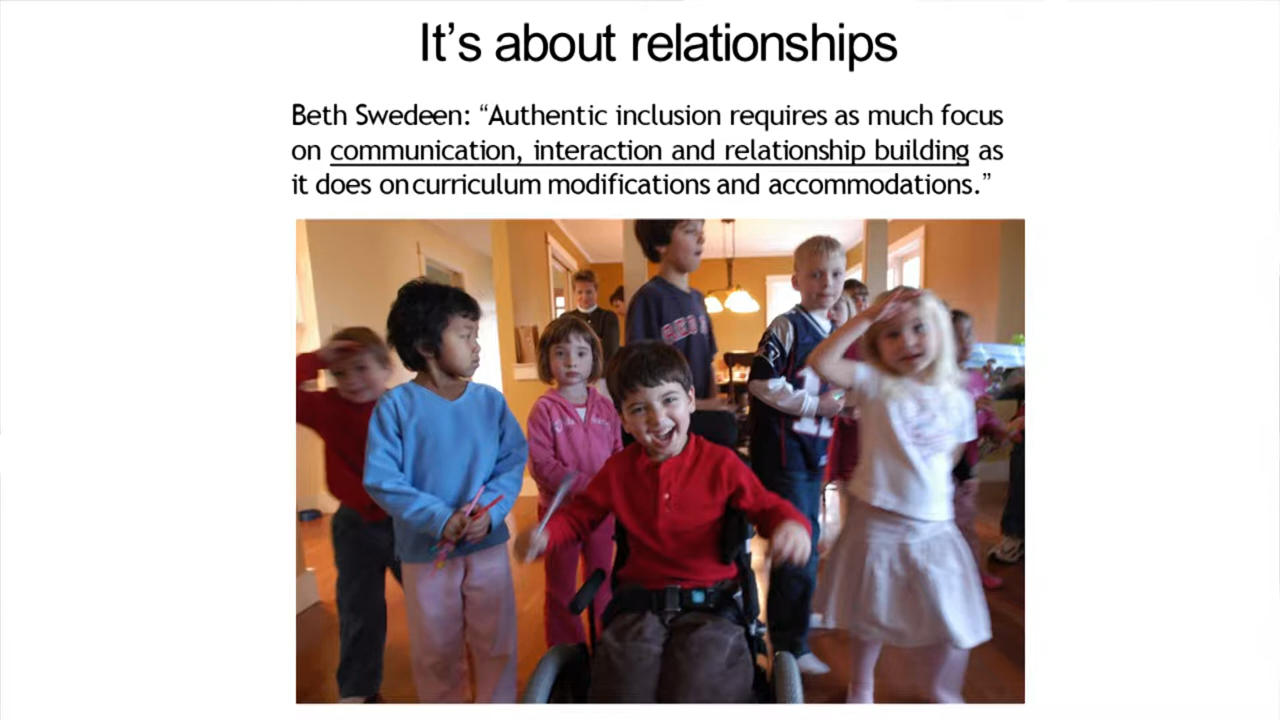 It’s about relationships
Beth Swedeen: “Authentic inclusion requires as much focus
on communication, interaction and relationship building as
it does on curriculum modifications and accommodations.”